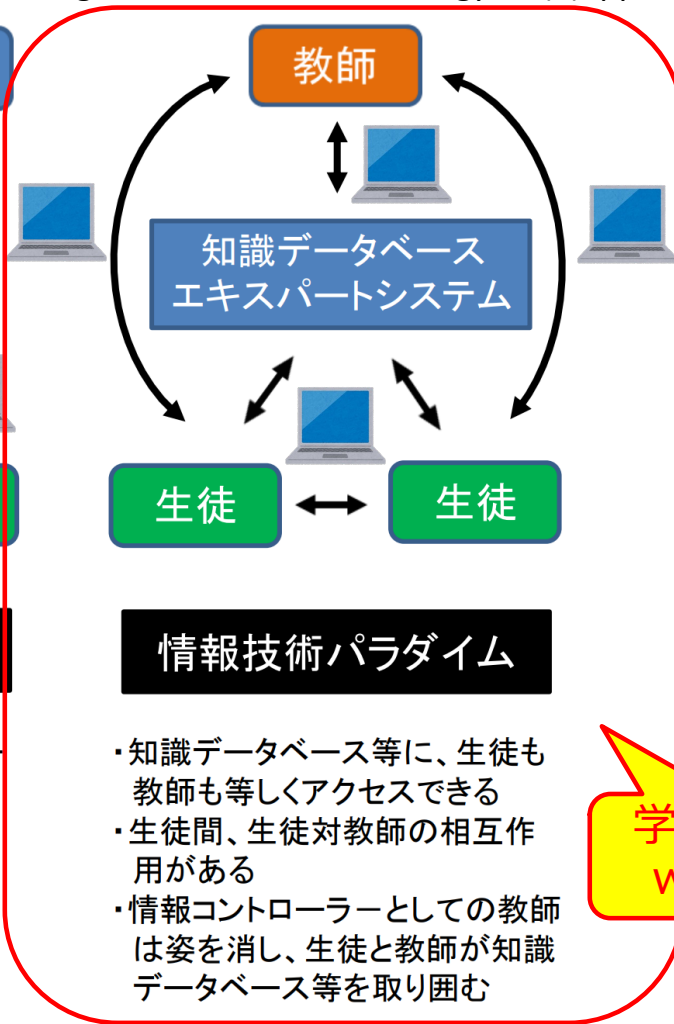 教師
知識データベース
エキスパートシステム
生徒
生徒
情報技術パラダイム
・知識データベース等に、生徒も
教師も等しくアクセスできる
・生徒間、生徒対教師の相互作
用がある
・情報コントローラーとしての教師
は姿を消し、生徒と教師が知識
データベース等を取り囲む
学
w